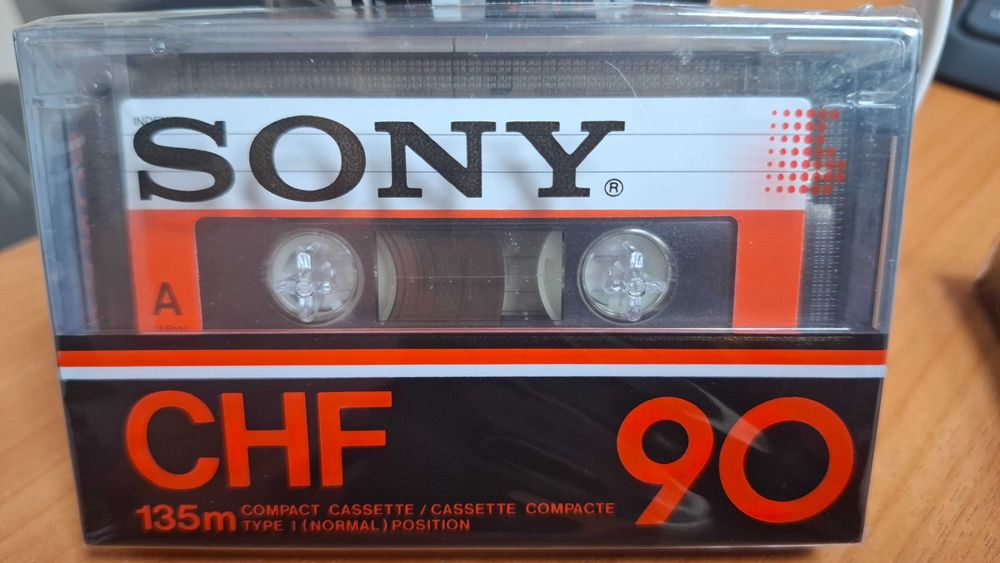 SONY®
A
CHF
90
135m
COMPACT CASSETTE / CASSETTE COMPACTE
TYPE I (NORMAL) POSITION